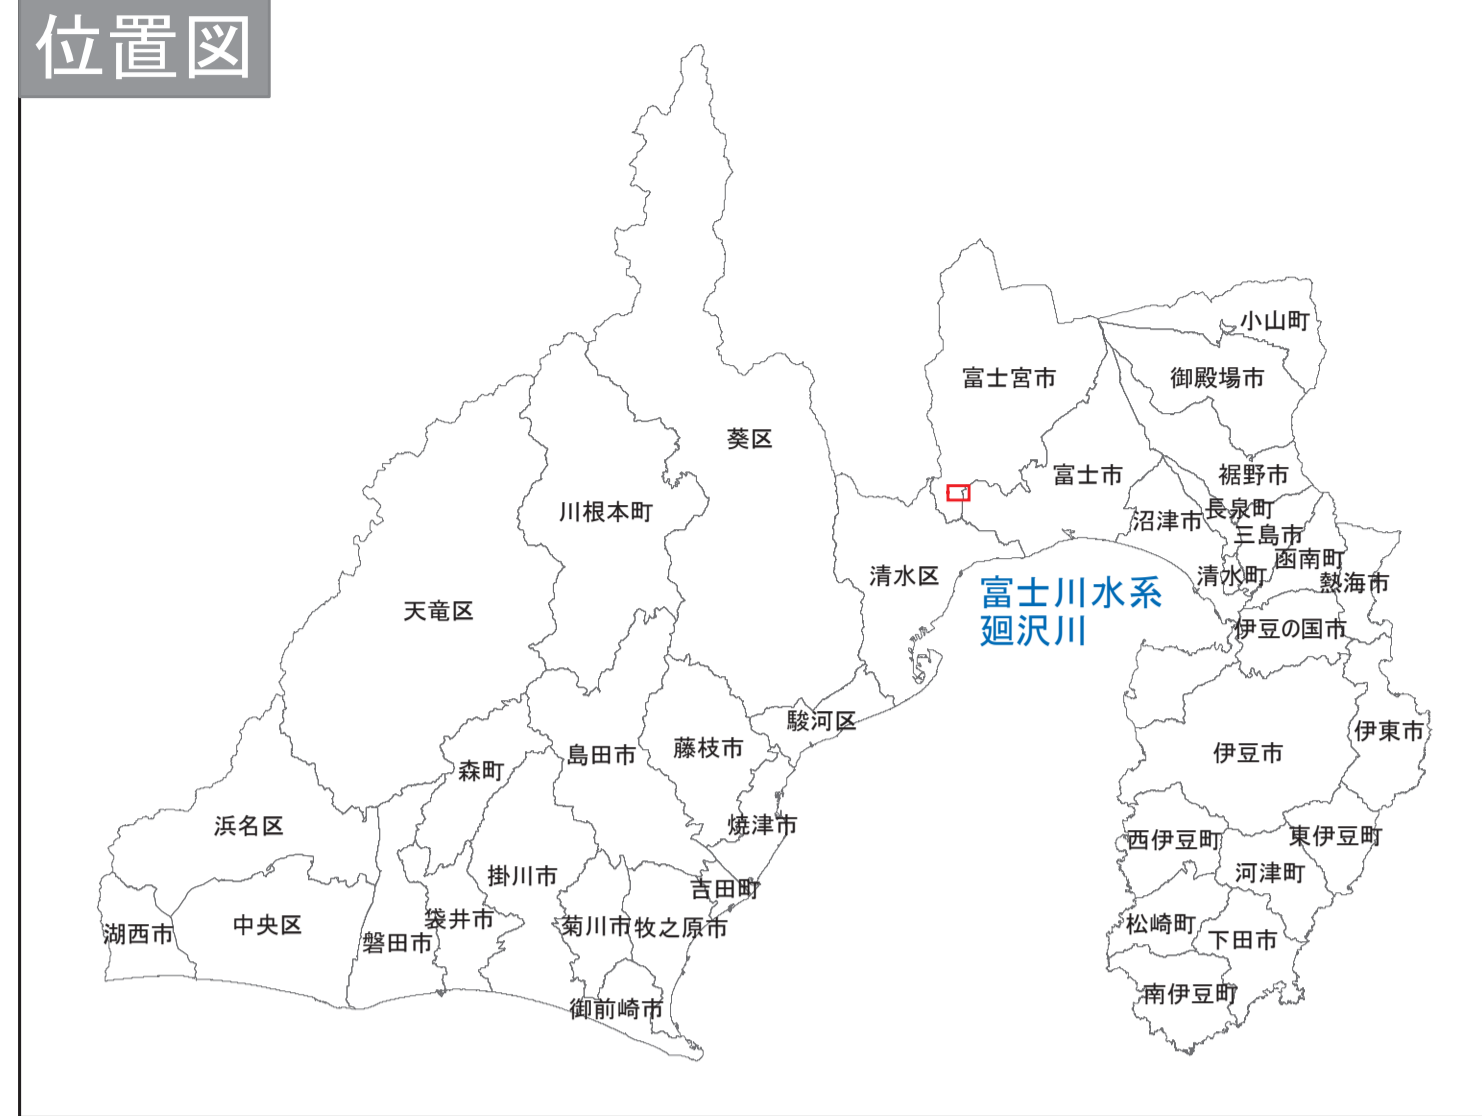 位置図
小山町
富士宮市
御殿場市
葵区
富士市
裾野市
川根本町
長泉町
沼津市
三島市
函南町
清水区
清水町
熱海市
富士川水系
廻沢川
天竜区
伊豆の国市
駿河区
伊東市
藤枝市
島田市
伊豆市
森町
浜名区
焼津市
西伊豆町
東伊豆町
掛川市
河津町
吉田町
湖西市
中央区
袋井市
菊川市
牧之原市
松崎町
磐田市
下田市
南伊豆町
御前崎市